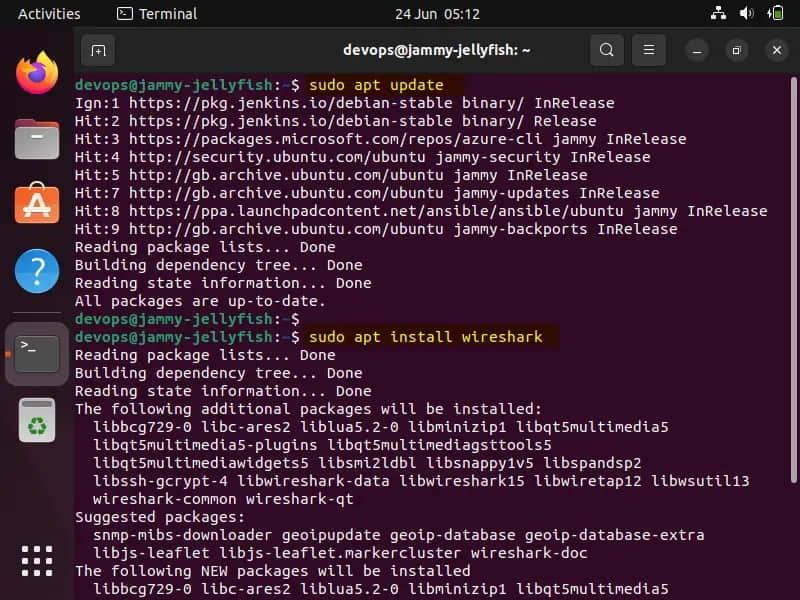 Activities Terminal 24 Jun 05:12
devops@jammy-jellyfish: ~
devops@jammy-jellyfish:~$ sudo apt update
Ign:1 https://pkg.jenkins.io/debian-stable binary/ InRelease
Hit:2 https://pkg.jenkins.io/debian-stable binary/ Release
Hit:3 https://packages.microsoft.com/repos/azure-cli jammy InRelease
Hit:4 http://security.ubuntu.com/ubuntu jammy-security InRelease
Hit:5 http://gb.archive.ubuntu.com/ubuntu jammy InRelease
Hit:7 http://gb.archive.ubuntu.com/ubuntu jammy-updates InRelease
Hit:8 https://ppa.launchpadcontent.net/ansible/ansible/ubuntu jammy InRelease
Hit:9 http://gb.archive.ubuntu.com/ubuntu jammy-backports InRelease
Reading package lists... Done
Building dependency tree... Done
Reading state information... Done
All packages are up-to-date.
devops@jammy-jellyfish:~$
devops@jammy-jellyfish:~$ sudo apt install wireshark
Reading package lists... Done
Building dependency tree... Done
Reading state information... Done
The following additional packages will be installed:
libbcg729-0 libc-ares2 liblua5.2-0 libminizip1 libqt5multimedia5
libqt5multimedia5-plugins libqt5multimediagsttools5
libqt5multimediawidgets5 libsmi2ldbl libsnappy1v5 libspandsp2
libssh-gcrypt-4 libwireshark-data libwireshark15 libwiretap12 libwsutil13
wireshark-common wireshark-qt
Suggested packages:
snmp-mibs-downloader geoipupdate geoip-database geoip-database-extra
libjs-leaflet libjs-leaflet.markercluster wireshark-doc
The following NEW packages will be installed
libbcg729-0 libc-ares2 liblua5.2-0 libminizip1 libqt5multimedia5